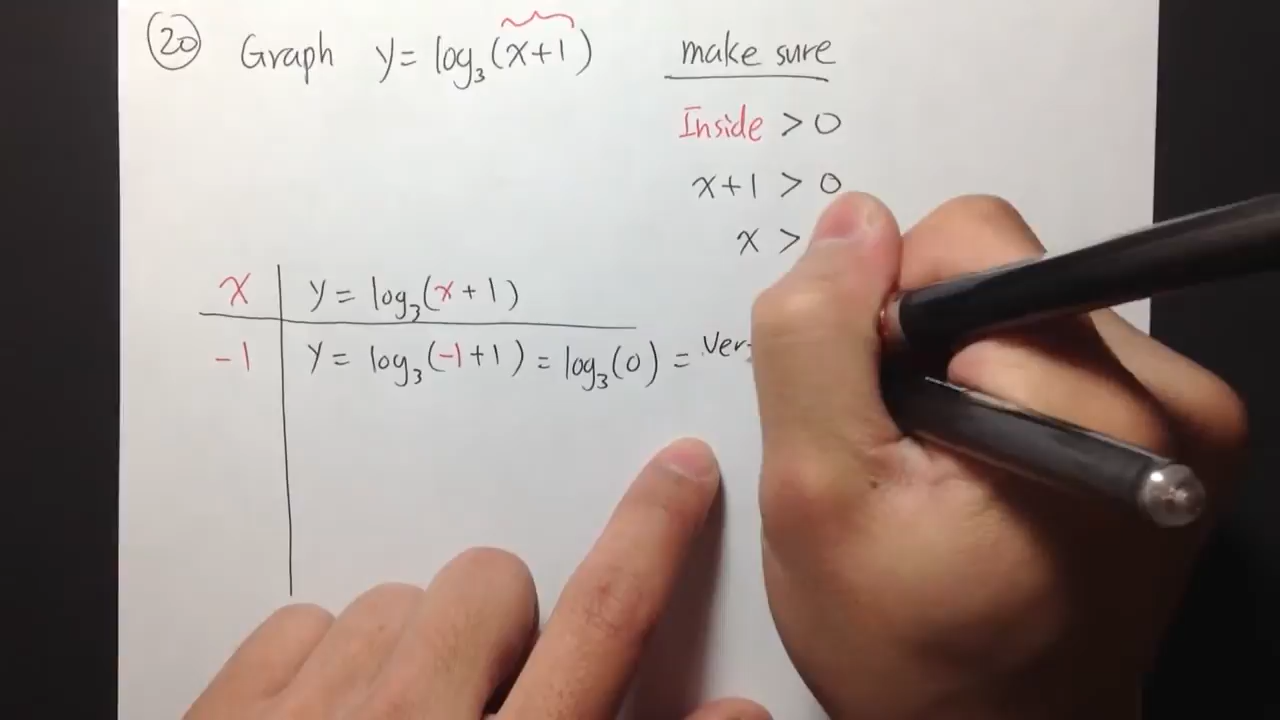 20 Graph y = log₃(x+1)
make sure
Inside > 0
x+1 > 0
x >
x y = log₃(x+1)
-1 y = log₃(-1+1) = log₃(0) = Ver